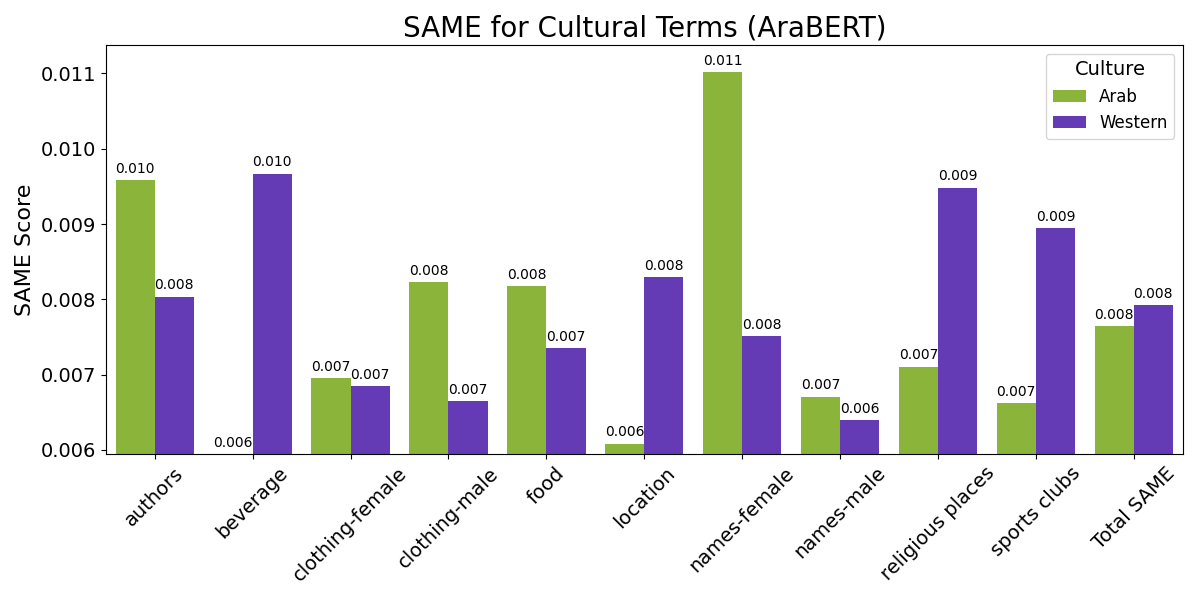 SAME for Cultural Terms (AraBERT)
SAME Score
0.011
0.010
0.009
0.008
0.007
0.006
Culture
Arab
Western
0.010
0.008
0.006
0.010
0.007
0.007
0.008
0.007
0.008
0.007
0.006
0.008
0.011
0.008
0.007
0.006
0.007
0.009
0.007
0.009
0.008
0.008
authors
beverage
clothing-female
clothing-male
food
location
names-female
names-male
religious places
sports clubs
Total SAME